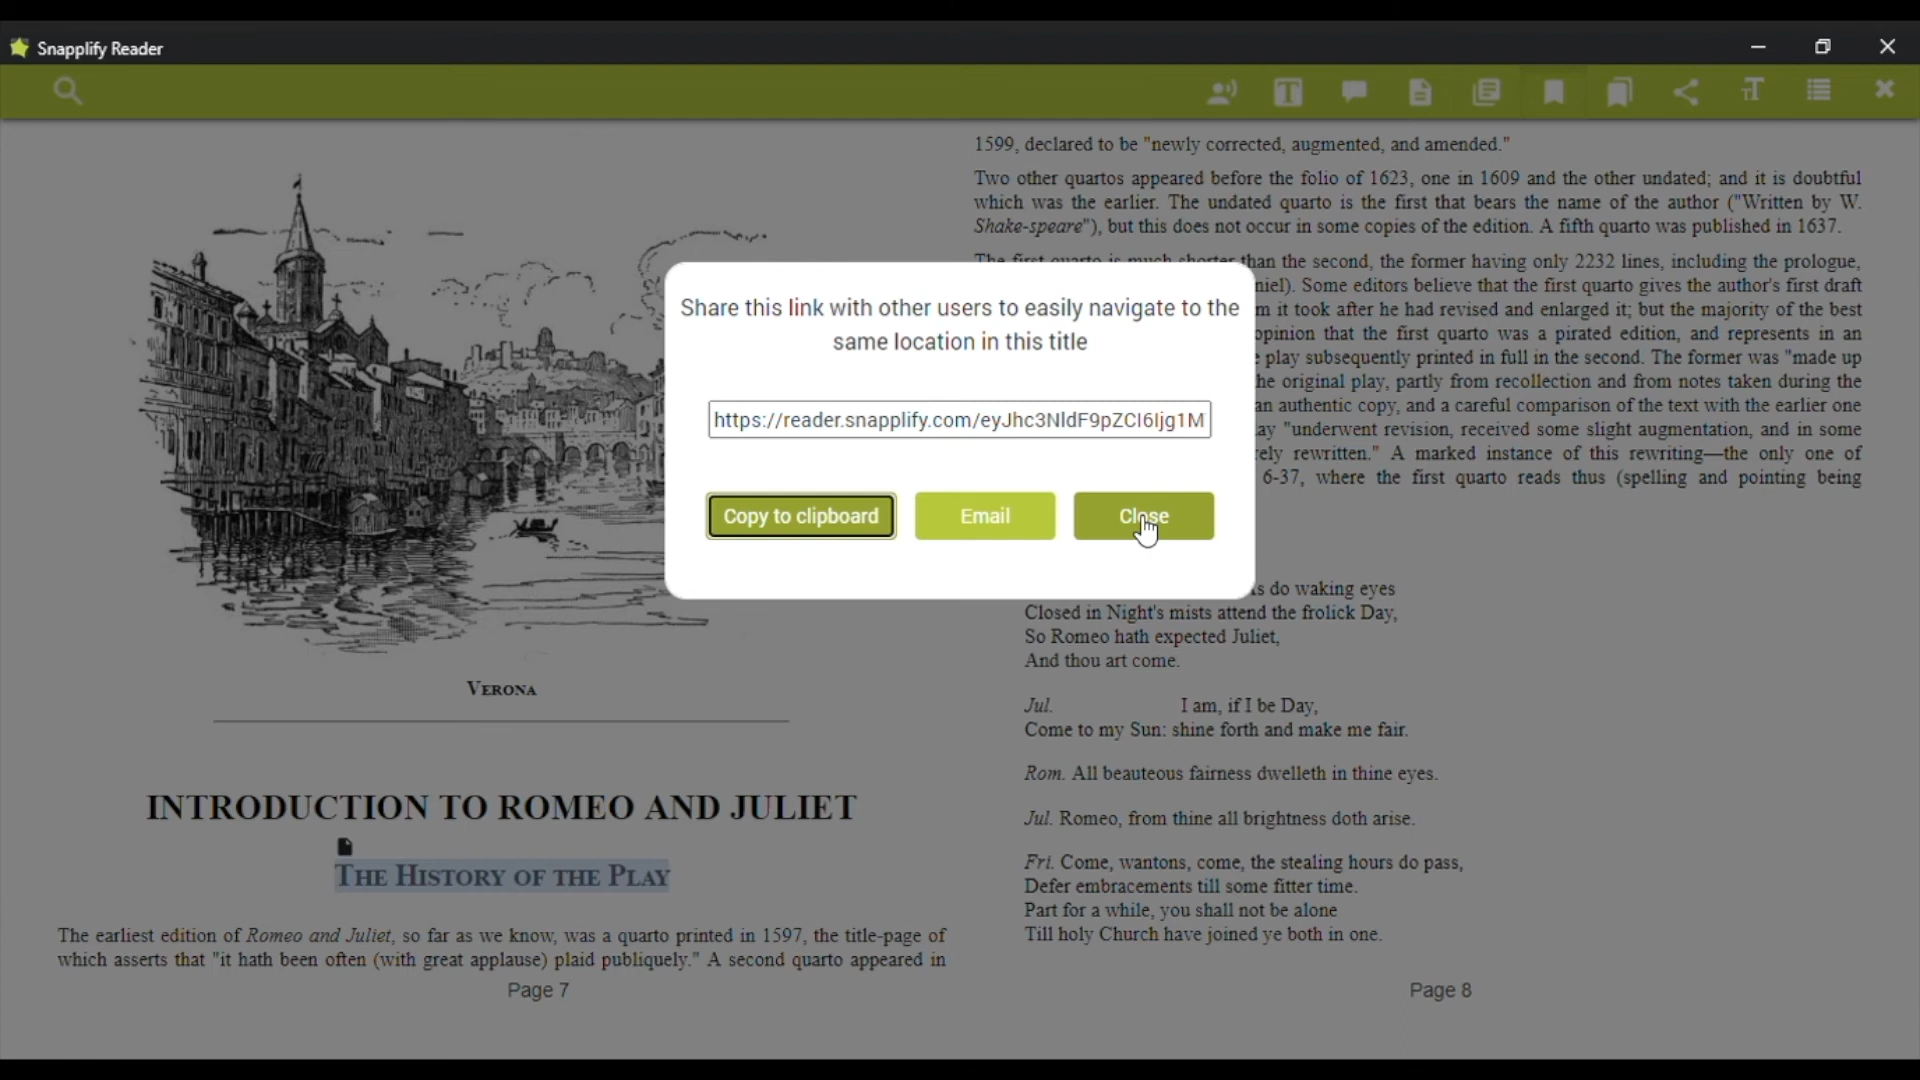 Snapplify Reader
VERONA
INTRODUCTION TO ROMEO AND JULIET
THE HISTORY OF THE PLAY
The earliest edition of Romeo and Juliet, so far as we know, was a quarto printed in 1597, the title-page of
which asserts that "it hath been often (with great applause) plaid publiquely." A second quarto appeared in
Page 7
1599, declared to be "newly corrected, augmented, and amended."
Two other quartos appeared before the folio of 1623, one in 1609 and the other undated; and it is doubtful
which was the earlier. The undated quarto is the first that bears the name of the author ("Written by W.
Shake-speare"), but this does not occur in some copies of the edition. A fifth quarto was published in 1637.
The first quarto is much shorter than the second, the former having only 2232 lines, including the prologue,
niel). Some editors believe that the first quarto gives the author's first draft
m it took after he had revised and enlarged it; but the majority of the best
opinion that the first quarto was a pirated edition, and represents in an
play subsequently printed in full in the second. The former was "made up
he original play, partly from recollection and from notes taken during the
an authentic copy, and a careful comparison of the text with the earlier one
ay "underwent revision, received some slight augmentation, and in some
ely rewritten." A marked instance of this rewriting—the only one of
6-37, where the first quarto reads thus (spelling and pointing being
s do waking eyes
Closed in Night's mists attend the frolick Day,
So Romeo hath expected Juliet,
And thou art come.
Jul. I am, if I be Day,
Come to my Sun: shine forth and make me fair.
Rom. All beauteous fairness dwelleth in thine eyes.
Jul. Romeo, from thine all brightness doth arise.
Fri. Come, wantons, come, the stealing hours do pass,
Defer embracements till some fitter time.
Part for a while, you shall not be alone
Till holy Church have joined ye both in one.
Page 8
Share this link with other users to easily navigate to the
same location in this title
https://reader.snapplify.com/eyJhc3NldF9pZCI6Ijg1M
Copy to clipboard
Email
Close